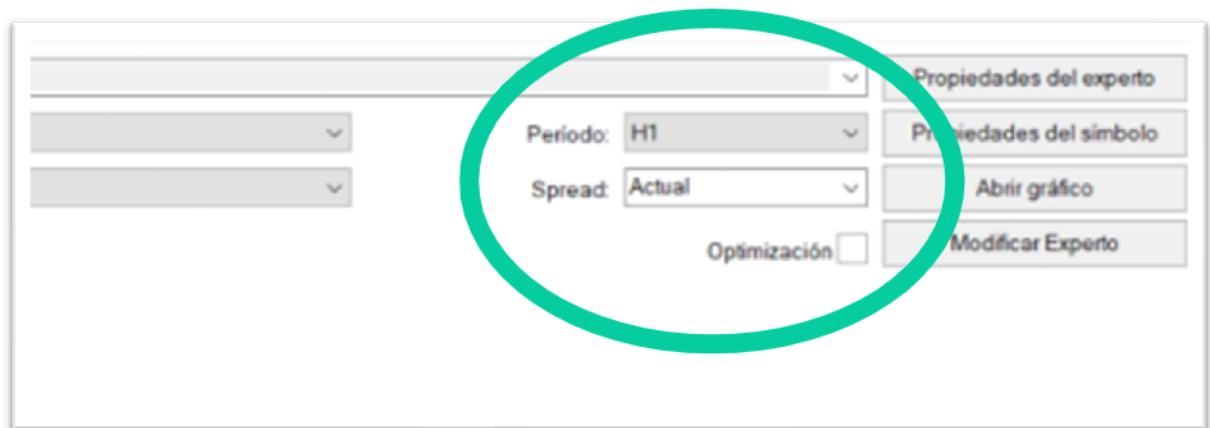 Propiedades del experto
Período: H1 Propiedades del símbolo
Spread: Actual Abrir gráfico
Optimización Modificar Experto